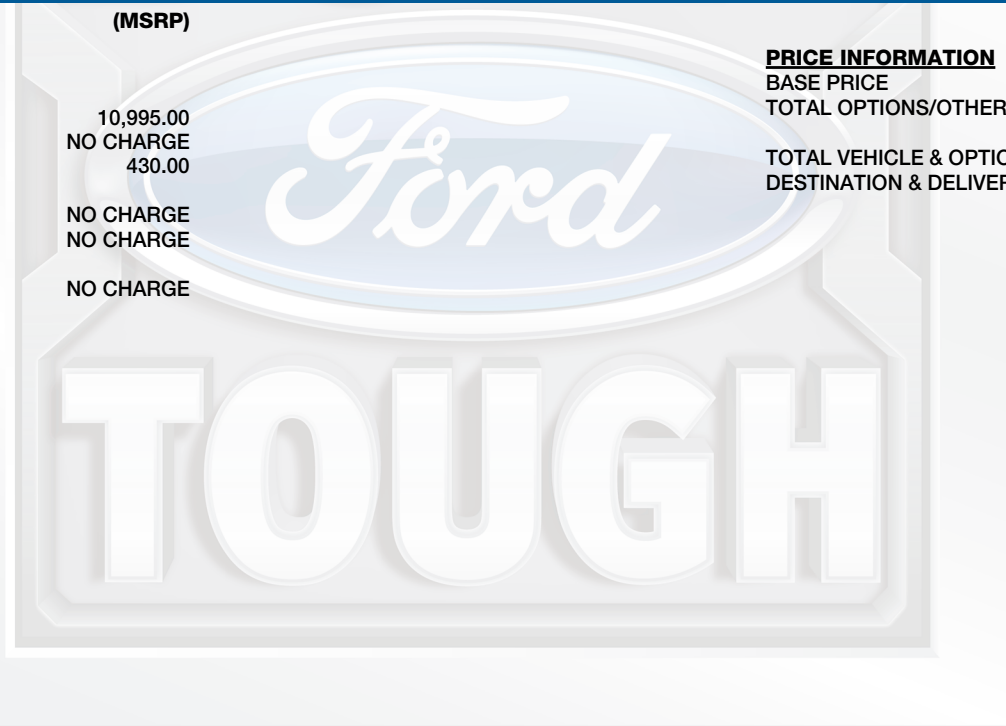 (MSRP)
10,995.00
NO CHARGE
430.00
NO CHARGE
NO CHARGE
NO CHARGE
PRICE INFORMATION
BASE PRICE
TOTAL OPTIONS/OTHER
TOTAL VEHICLE & OPTIO
DESTINATION & DELIVER
Ford
TOUGH